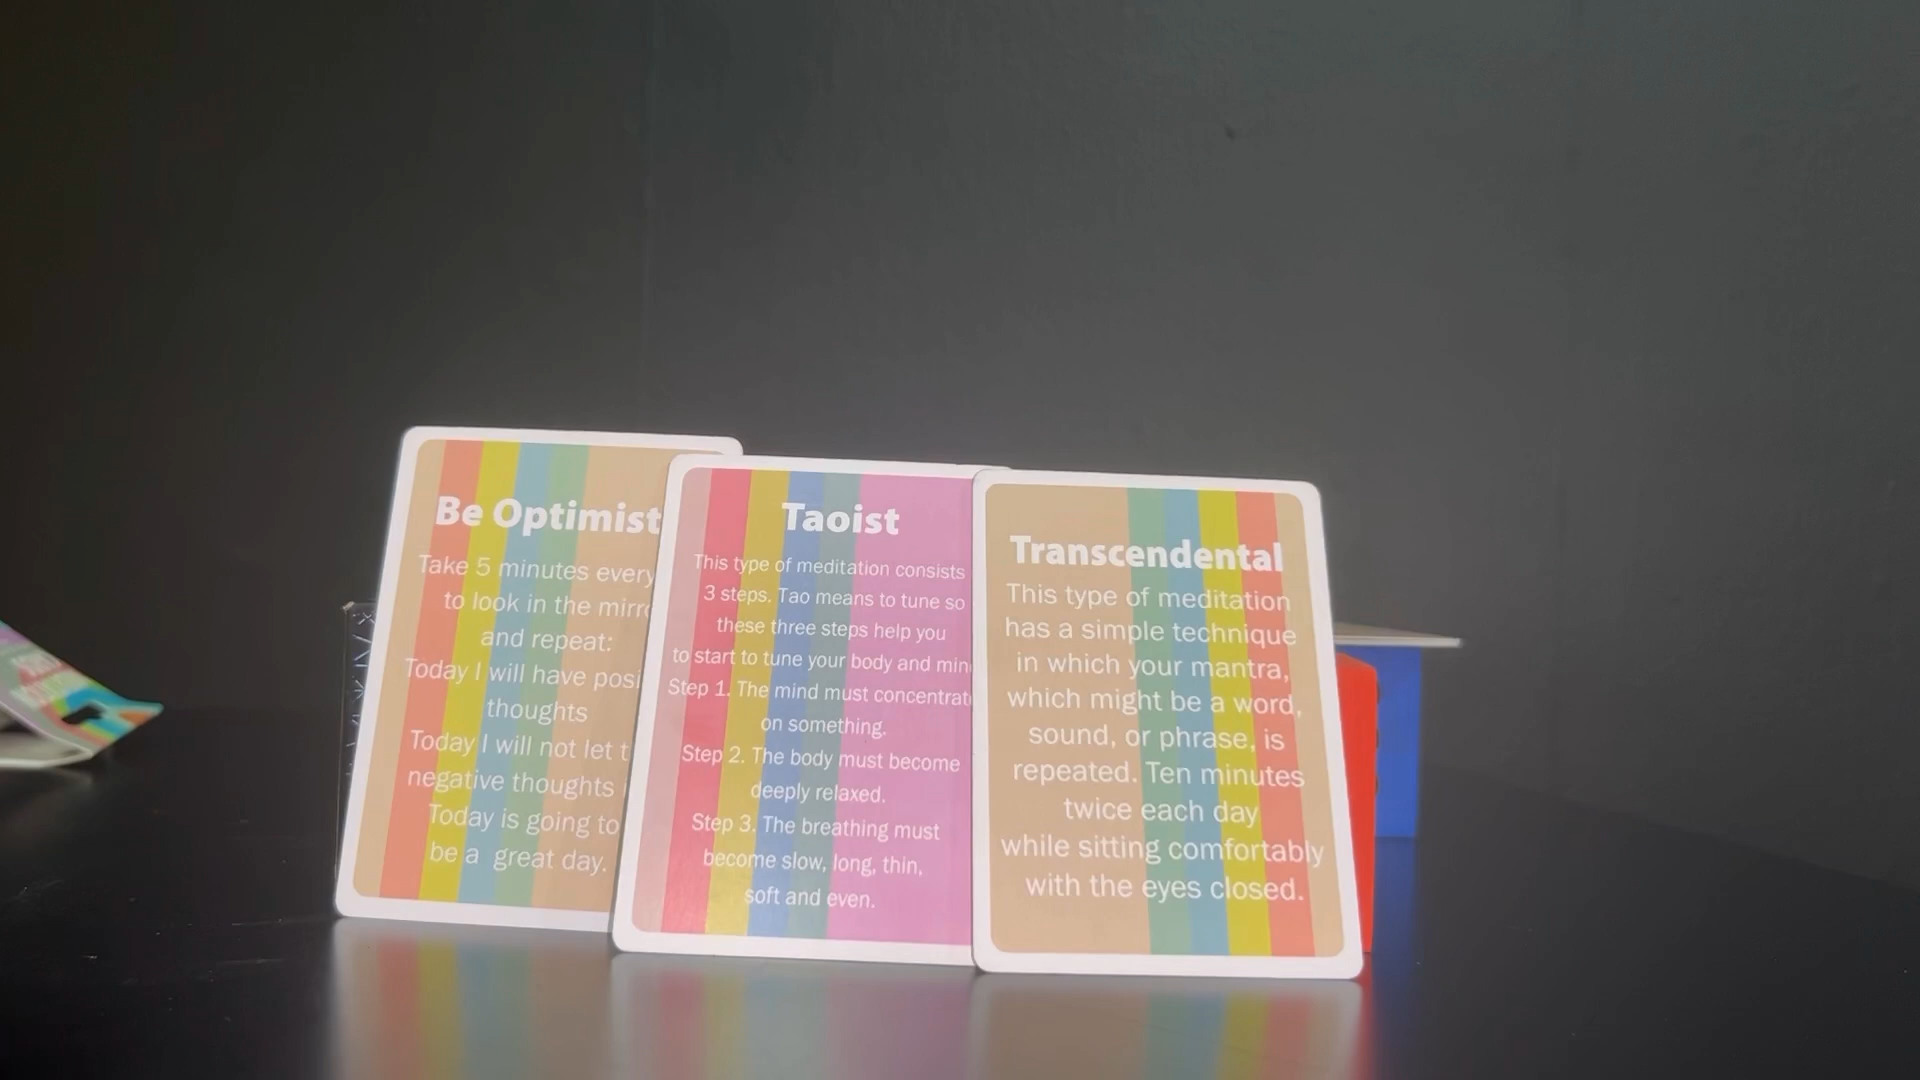 Be Optimist
Take 5 minutes every
to look in the
and repeat:
Today I will have
thoughts
Today I will not let
negative thoughts
Today is going to
be a great day.
Taoist
This type of meditation consists
3 steps. Tao means to tune so
these three steps help you
to start to tune your body and
Step 1. The mind must
on something.
Step 2. The body must become
deeply relaxed.
Step 3. The breathing must
become slow, long, thin,
soft and even.
Transcendental
This type of meditation
has a simple technique
in which your mantra,
which might be a word,
sound, or phrase, is
repeated. Ten minutes
twice each day
while sitting comfortably
with the eyes closed.